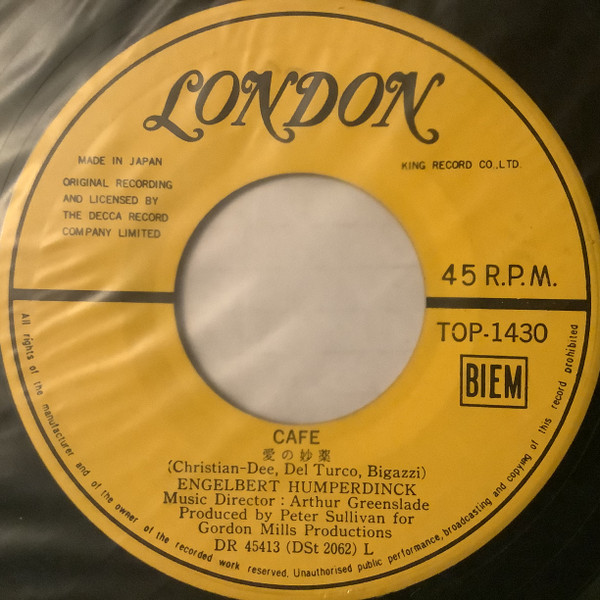 LONDON
MADE IN JAPAN
KING RECORD CO.,LTD.
ORIGINAL RECORDING
AND LICENSED BY
THE DECCA RECORD
COMPANY LIMITED
45 R.P.M.
TOP-1430
BIEM
CAFE
愛の妙薬
(Christian-Dee, Del Turco, Bigazzi)
ENGELBERT HUMPERDINCK
Music Director : Arthur Greenslade
Produced by Peter Sullivan for
Gordon Mills Productions
DR 45413 (DSt 2062) L
All rights of the manufacturer and of the owner of the recorded work reserved. Unauthorised public performance, broadcasting and copying of this record prohibited